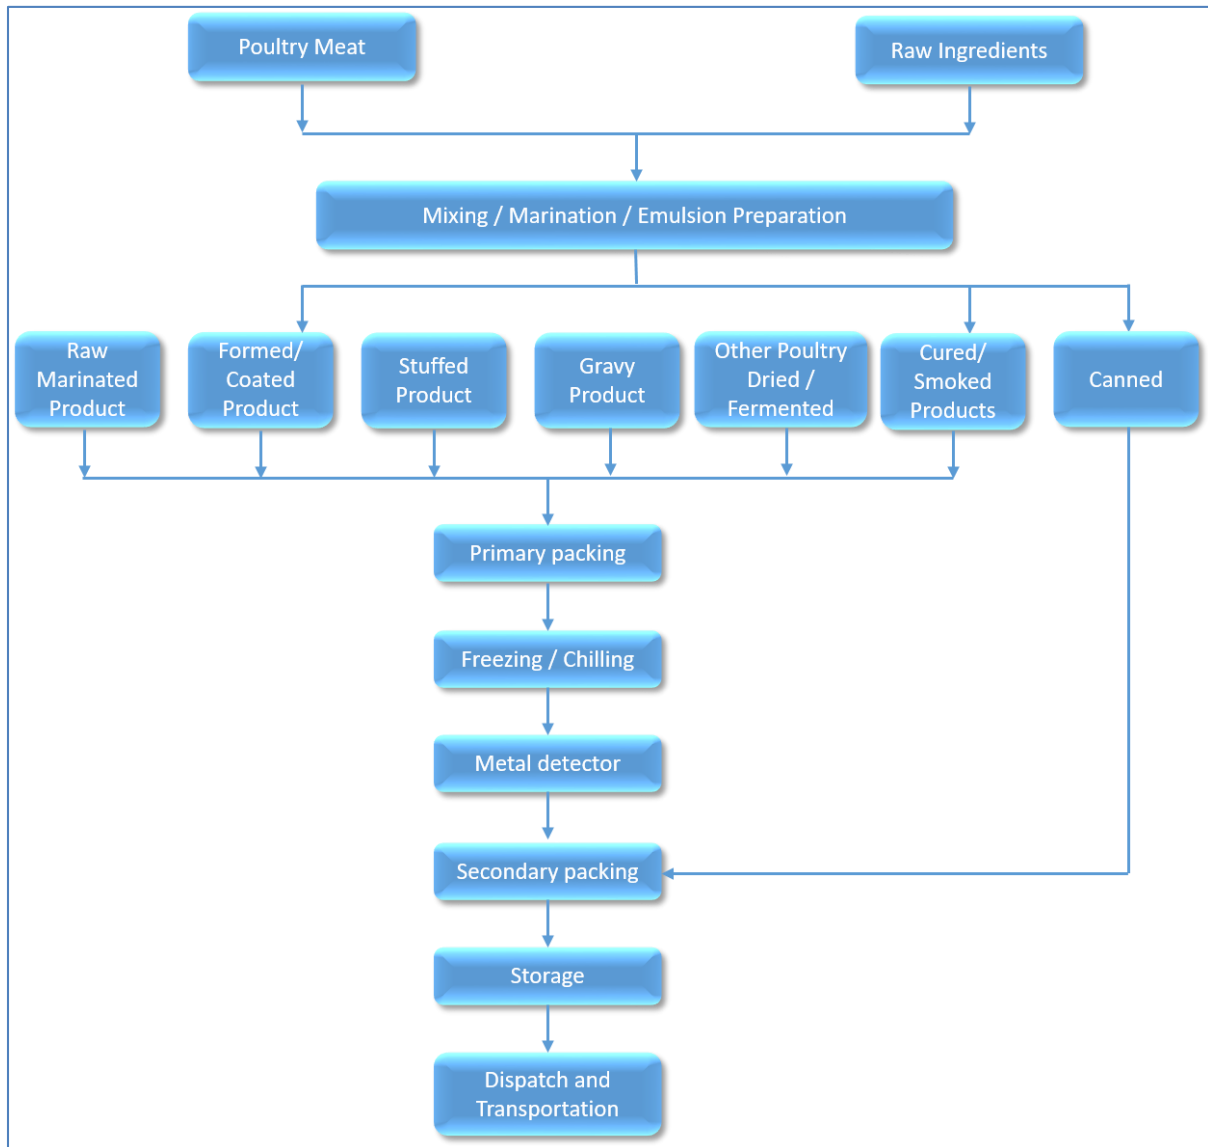 Poultry Meat
Raw Ingredients
Mixing / Marination / Emulsion Preparation
Raw
Marinated
Product
Formed/
Coated
Product
Stuffed
Product
Gravy
Product
Other Poultry
Dried /
Fermented
Cured/
Smoked
Products
Canned
Primary packing
Freezing / Chilling
Metal detector
Secondary packing
Storage
Dispatch and
Transportation